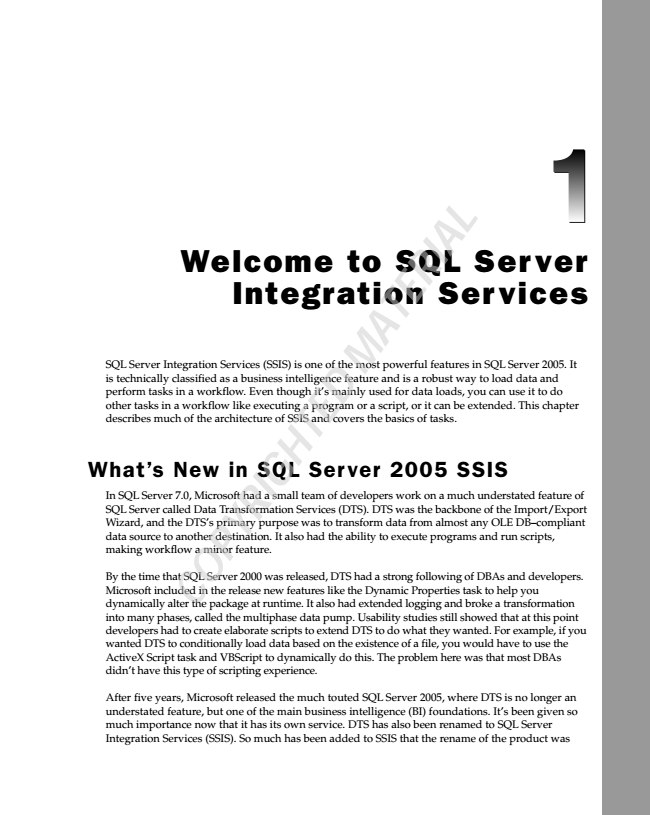 1
Welcome to SQL Server
Integration Services
SQL Server Integration Services (SSIS) is one of the most powerful features in SQL Server 2005. It
is technically classified as a business intelligence feature and is a robust way to load data and
perform tasks in a workflow. Even though it's mainly used for data loads, you can use it to do
other tasks in a workflow like executing a program or a script, or it can be extended. This chapter
describes much of the architecture of SSIS and covers the basics of tasks.
What's New in SQL Server 2005 SSIS
In SQL Server 7.0, Microsoft had a small team of developers work on a much understated feature of
SQL Server called Data Transformation Services (DTS). DTS was the backbone of the Import/Export
Wizard, and the DTS's primary purpose was to transform data from almost any OLE DB–compliant
data source to another destination. It also had the ability to execute programs and run scripts,
making workflow a minor feature.
By the time that SQL Server 2000 was released, DTS had a strong following of DBAs and developers.
Microsoft included in the release new features like the Dynamic Properties task to help you
dynamically alter the package at runtime. It also had extended logging and broke a transformation
into many phases, called the multiphase data pump. Usability studies still showed that at this point
developers had to create elaborate scripts to extend DTS to do what they wanted. For example, if you
wanted DTS to conditionally load data based on the existence of a file, you would have to use the
ActiveX Script task and VBScript to dynamically do this. The problem here was that most DBAs
didn't have this type of scripting experience.
After five years, Microsoft released the much touted SQL Server 2005, where DTS is no longer an
understated feature, but one of the main business intelligence (BI) foundations. It's been given so
much importance now that it has its own service. DTS has also been renamed to SQL Server
Integration Services (SSIS). So much has been added to SSIS that the rename of the product was
COPYRIGHTED MATERIAL